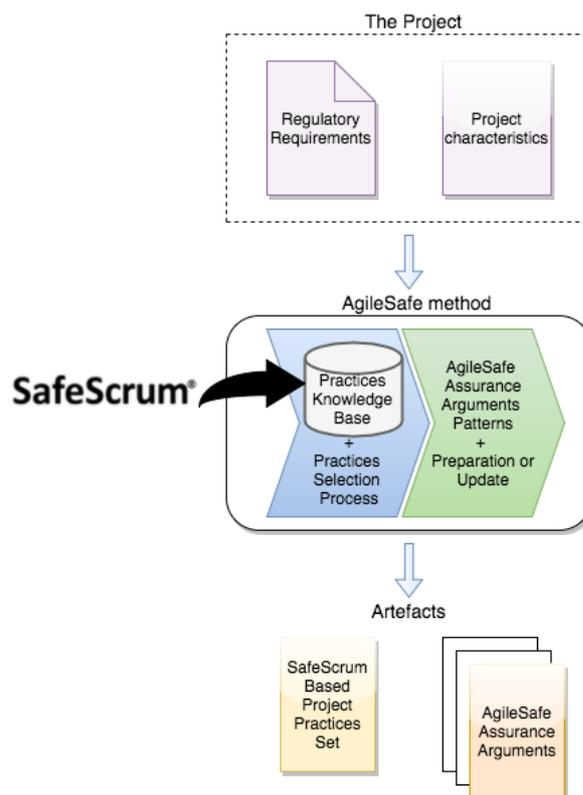 The Project
Regulatory
Requirements
Project
characteristics
AgileSafe method
SafeScrum®
Practices
Knowledge
Base
+
Practices
Selection
Process
AgileSafe
Assurance
Arguments
Patterns
+
Preparation or
Update
Artefacts
SafeScrum
Based
Project
Practices
Set
AgileSafe
Assurance
Arguments